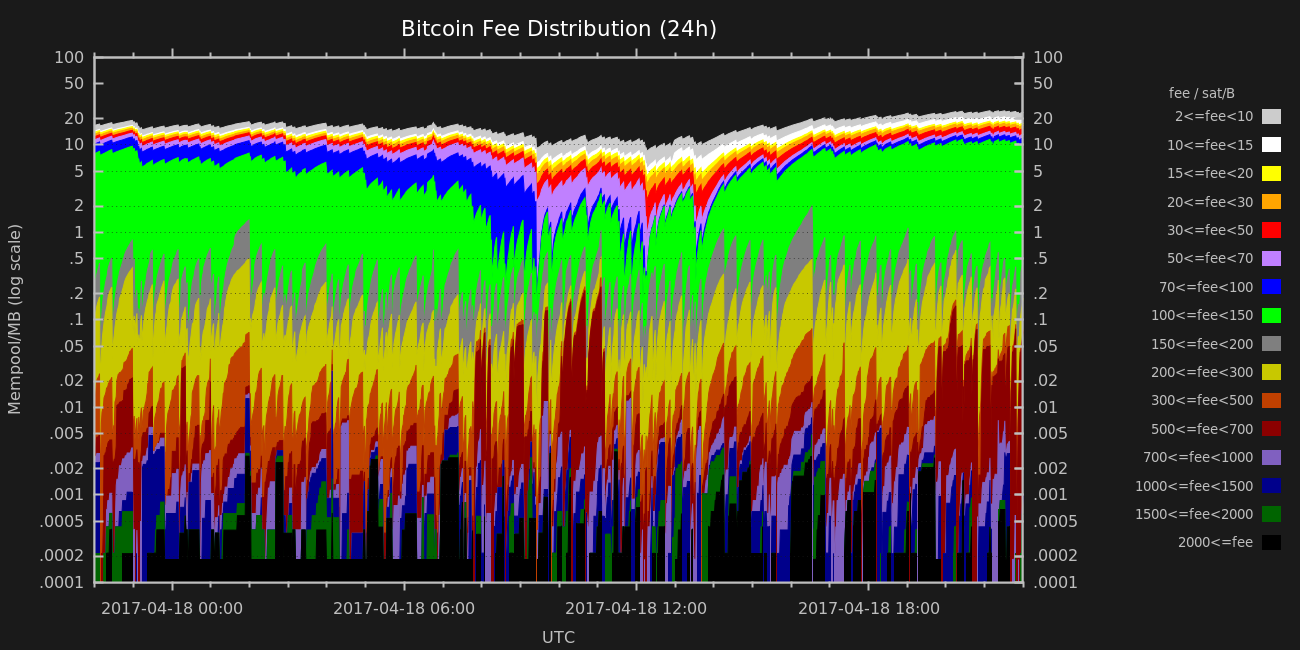 Bitcoin Fee Distribution (24h)
Mempool/MB (log scale)
100
50
20
10
5
2
1
.5
.2
.1
.05
.02
.01
.005
.002
.001
.0005
.0002
.0001
100
50
20
10
5
2
1
.5
.2
.1
.05
.02
.01
.005
.002
.001
.0005
.0002
.0001
2017-04-18 00:00 2017-04-18 06:00 2017-04-18 12:00 2017-04-18 18:00
UTC
fee / sat/B
2<=fee<10
10<=fee<15
15<=fee<20
20<=fee<30
30<=fee<50
50<=fee<70
70<=fee<100
100<=fee<150
150<=fee<200
200<=fee<300
300<=fee<500
500<=fee<700
700<=fee<1000
1000<=fee<1500
1500<=fee<2000
2000<=fee